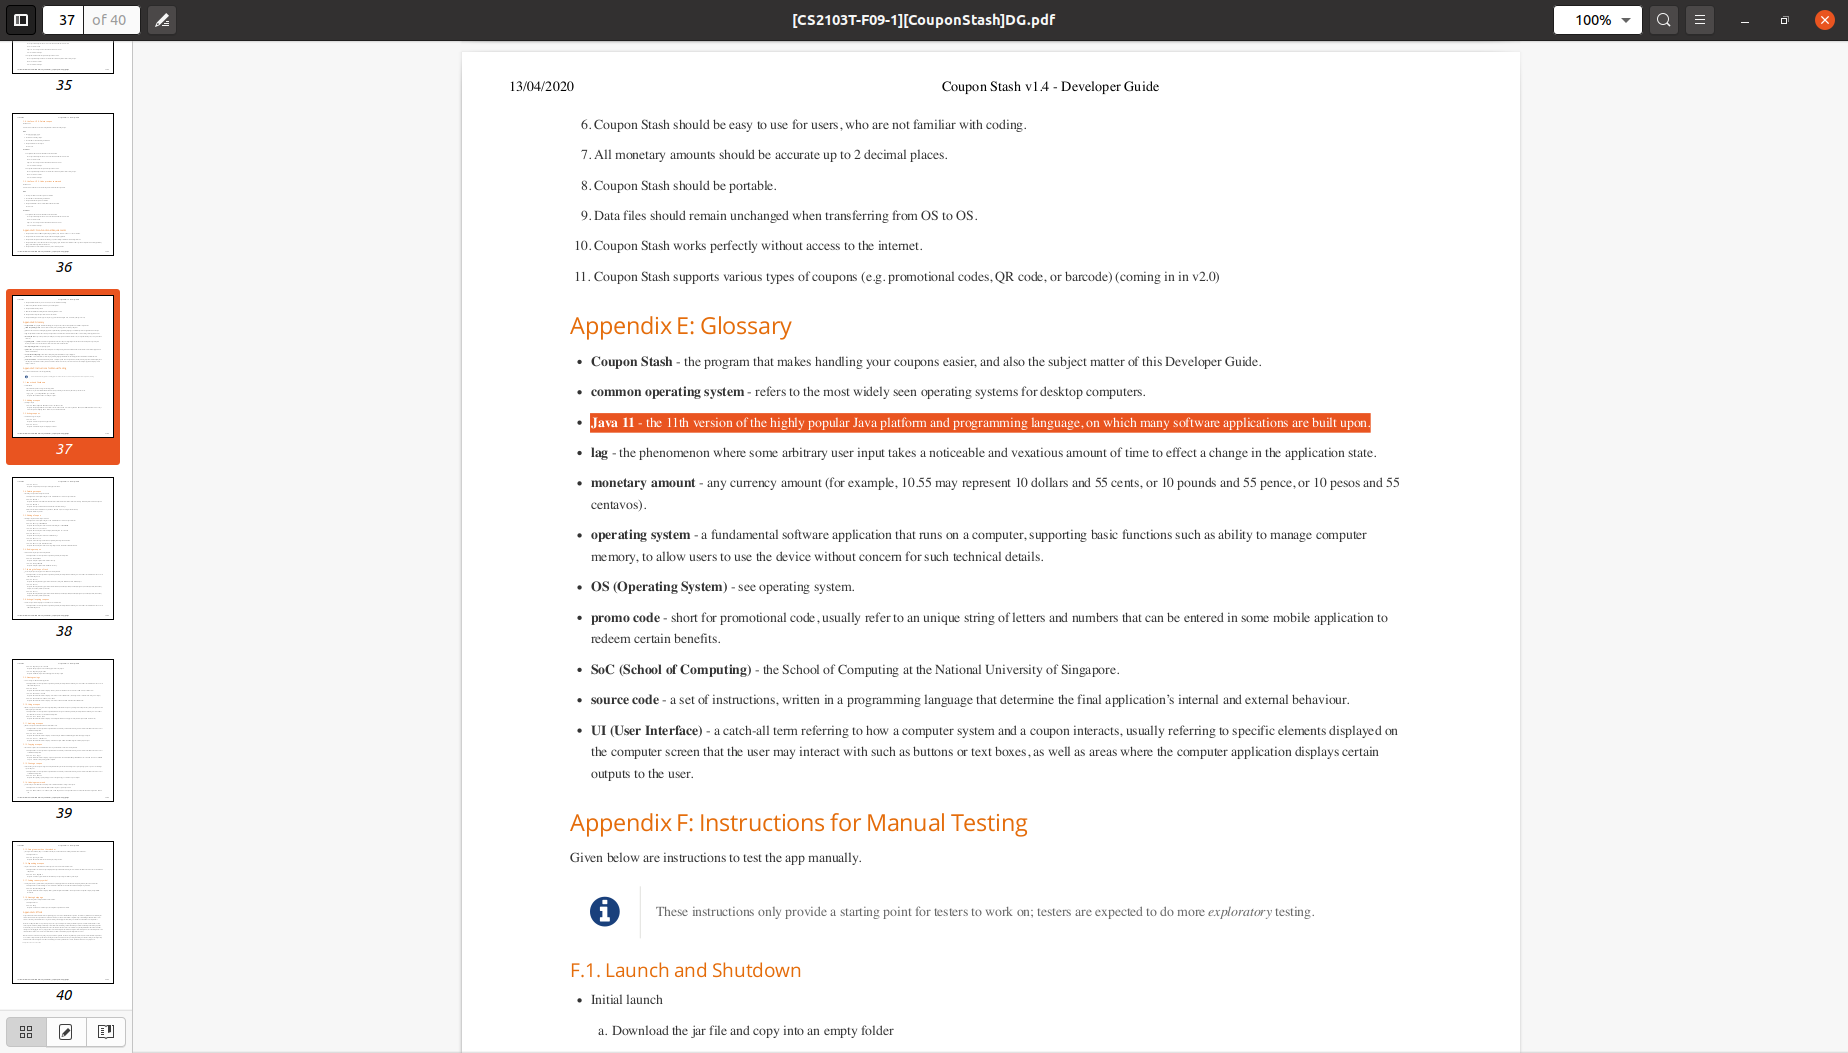 37 of 40
[CS2103T-F09-1][CouponStash]DG.pdf
100%
35
36
37
38
39
40
13/04/2020
Coupon Stash v1.4 - Developer Guide
6. Coupon Stash should be easy to use for users, who are not familiar with coding.
7. All monetary amounts should be accurate up to 2 decimal places.
8. Coupon Stash should be portable.
9. Data files should remain unchanged when transferring from OS to OS.
10. Coupon Stash works perfectly without access to the internet.
11. Coupon Stash supports various types of coupons (e.g. promotional codes, QR code, or barcode) (coming in in v2.0)
Appendix E: Glossary
• Coupon Stash - the program that makes handling your coupons easier, and also the subject matter of this Developer Guide.
• common operating system - refers to the most widely seen operating systems for desktop computers.
• Java 11 - the 11th version of the highly popular Java platform and programming language, on which many software applications are built upon.
• lag - the phenomenon where some arbitrary user input takes a noticeable and vexatious amount of time to effect a change in the application state.
• monetary amount - any currency amount (for example, 10.55 may represent 10 dollars and 55 cents, or 10 pounds and 55 pence, or 10 pesos and 55
centavos).
• operating system - a fundamental software application that runs on a computer, supporting basic functions such as ability to manage computer
memory, to allow users to use the device without concern for such technical details.
• OS (Operating System) - see operating system.
• promo code - short for promotional code, usually refer to an unique string of letters and numbers that can be entered in some mobile application to
redeem certain benefits.
• SoC (School of Computing) - the School of Computing at the National University of Singapore.
• source code - a set of instructions, written in a programming language that determine the final application’s internal and external behaviour.
• UI (User Interface) - a catch-all term referring to how a computer system and a coupon interacts, usually referring to specific elements displayed on
the computer screen that the user may interact with such as buttons or text boxes, as well as areas where the computer application displays certain
outputs to the user.
Appendix F: Instructions for Manual Testing
Given below are instructions to test the app manually.
These instructions only provide a starting point for testers to work on; testers are expected to do more exploratory testing.
F.1. Launch and Shutdown
• Initial launch
a. Download the jar file and copy into an empty folder